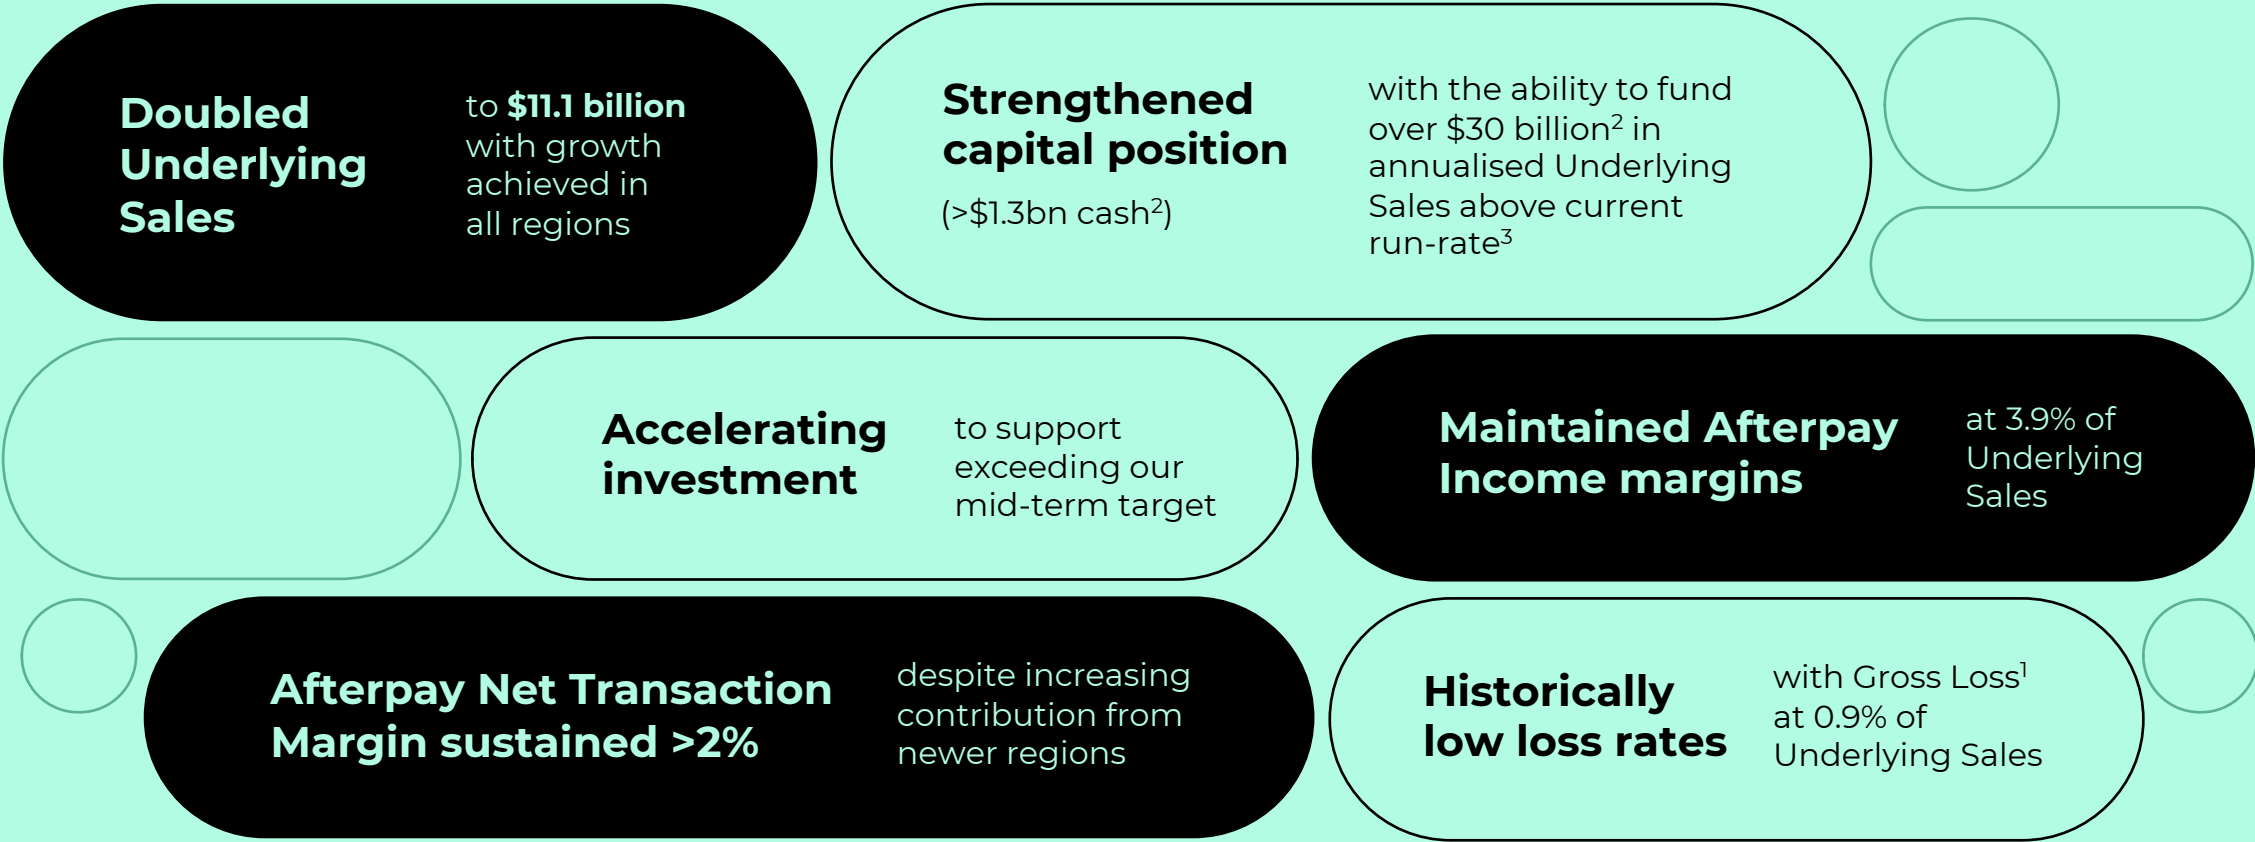 Doubled
Underlying
Sales
to $11.1 billion
with growth
achieved in
all regions
Strengthened
capital position
(>$1.3bn cash²)
with the ability to fund
over $30 billion² in
annualised Underlying
Sales above current
run-rate³
Accelerating
investment
to support
exceeding our
mid-term target
Maintained Afterpay
Income margins
at 3.9% of
Underlying
Sales
Afterpay Net Transaction
Margin sustained >2%
despite increasing
contribution from
newer regions
Historically
low loss rates
with Gross Loss¹
at 0.9% of
Underlying Sales